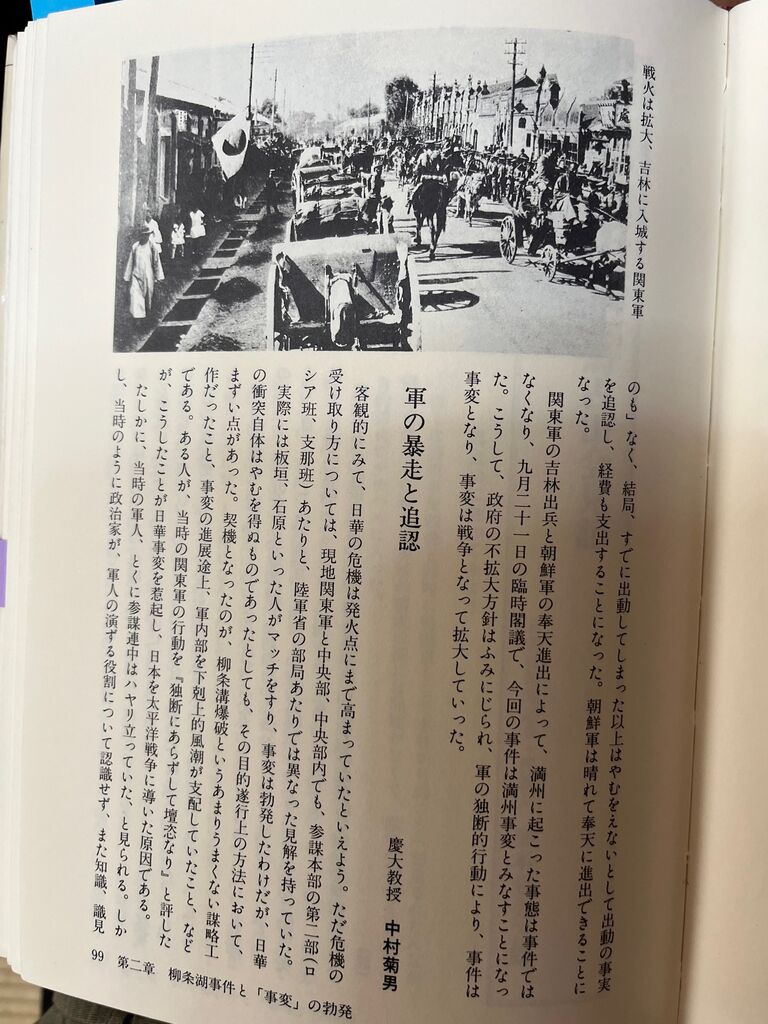 戦火は拡大、吉林に入城する関東軍
のも」なく、結局、すでに出動してしまった以上はやむをえないとして出動の事実
を追認し、経費も支出することになった。朝鮮軍は晴れて奉天に進出できることに
なった。
関東軍の吉林出兵と朝鮮軍の奉天進出によって、満州に起こった事態は事件では
なくなり、九月二十一日の臨時閣議で、今回の事件は満州事変とみなすことになっ
た。こうして、政府の不拡大方針はふみにじられ、軍の独断的行動により、事件は
事変となり、事変は戦争となって拡大していった。
軍の暴走と追認
慶大教授 中村菊男
客観的にみて、日華の危機は発火点にまで高まっていたといえよう。ただ危機の
受け取り方については、現地関東軍と中央部、中央部内でも、参謀本部の第二部(ロ
シア班、支那班)あたりと、陸軍省の部局あたりでは異なった見解を持っていた。
実際には板垣、石原といった人がマッチをすり、事変は勃発したわけだが、日華
の衝突自体はやむを得ぬものであったとしても、その目的遂行上の方法において、
まずい点があった。契機となったのが、柳条溝爆破というあまりうまくない謀略工
作だったこと、事変の進展途上、軍内部を下剋上的風潮が支配していたこと、など
である。ある人が、当時の関東軍の行動を『独断にあらずして壇恣なり』と評した
が、こうしたことが日華事変を惹起し、日本を太平洋戦争に導いた原因である。
たしかに、当時の軍人、とくに参謀連中はハヤリ立っていた、と見られる。しか
し、当時のように政治家が、軍人の演ずる役割について認識せず、また知識、識見
99 第二章 柳条湖事件と「事変」の勃発